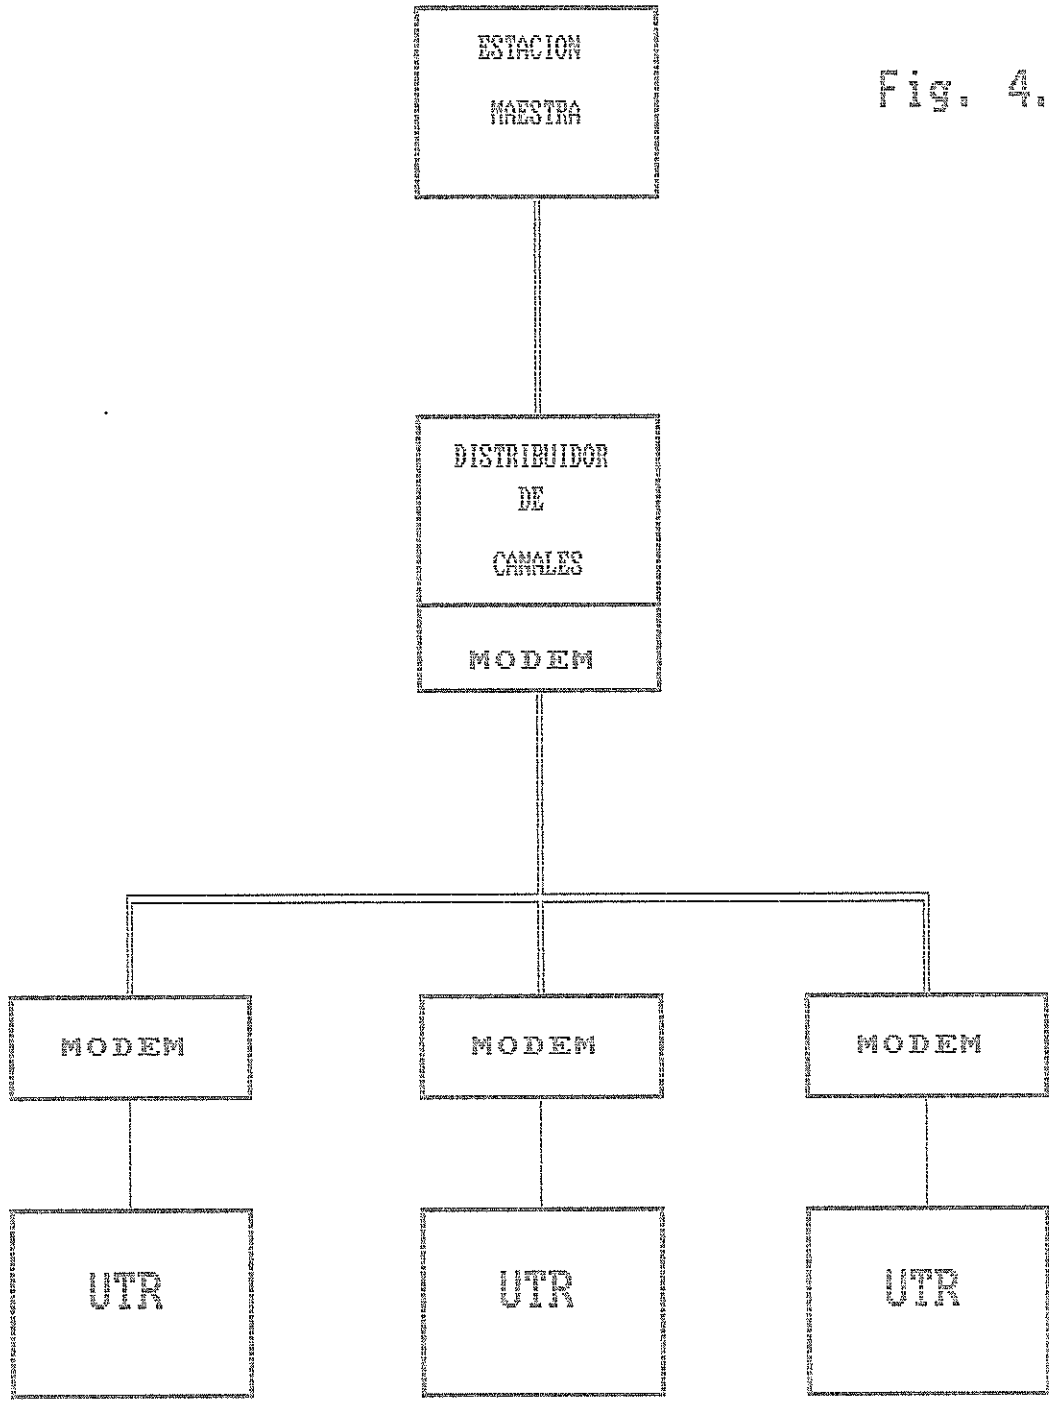 ESTACION
MAESTRA
Fig. 4.
DISTRIBUIDOR
DE
CANALES
MODEM
MODEM
MODEM
MODEM
UTR
UTR
UTR